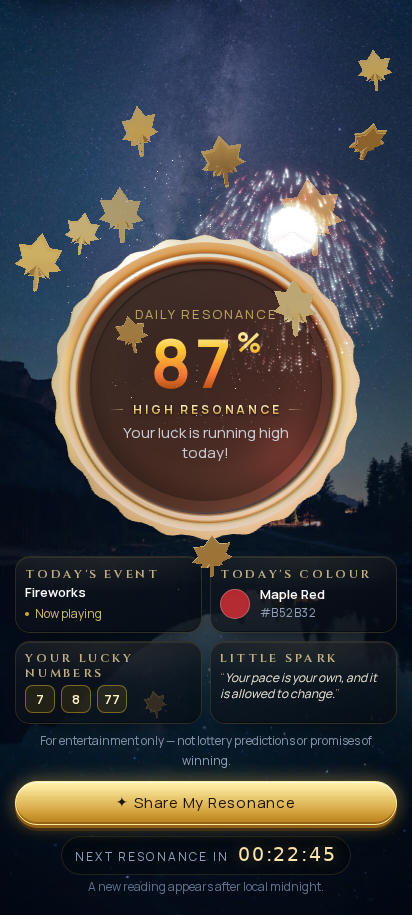 DAILY RESONANCE
87%
HIGH RESONANCE
Your luck is running high
today!
TODAY'S EVENT
Fireworks
• Now playing
TODAY'S COLOUR
Maple Red
#B52B32
YOUR LUCKY
NUMBERS
7 8 77
LITTLE SPARK
"Your pace is your own, and it
is allowed to change."
For entertainment only — not lottery predictions or promises of
winning.
✦ Share My Resonance
NEXT RESONANCE IN 00:22:45
A new reading appears after local midnight.